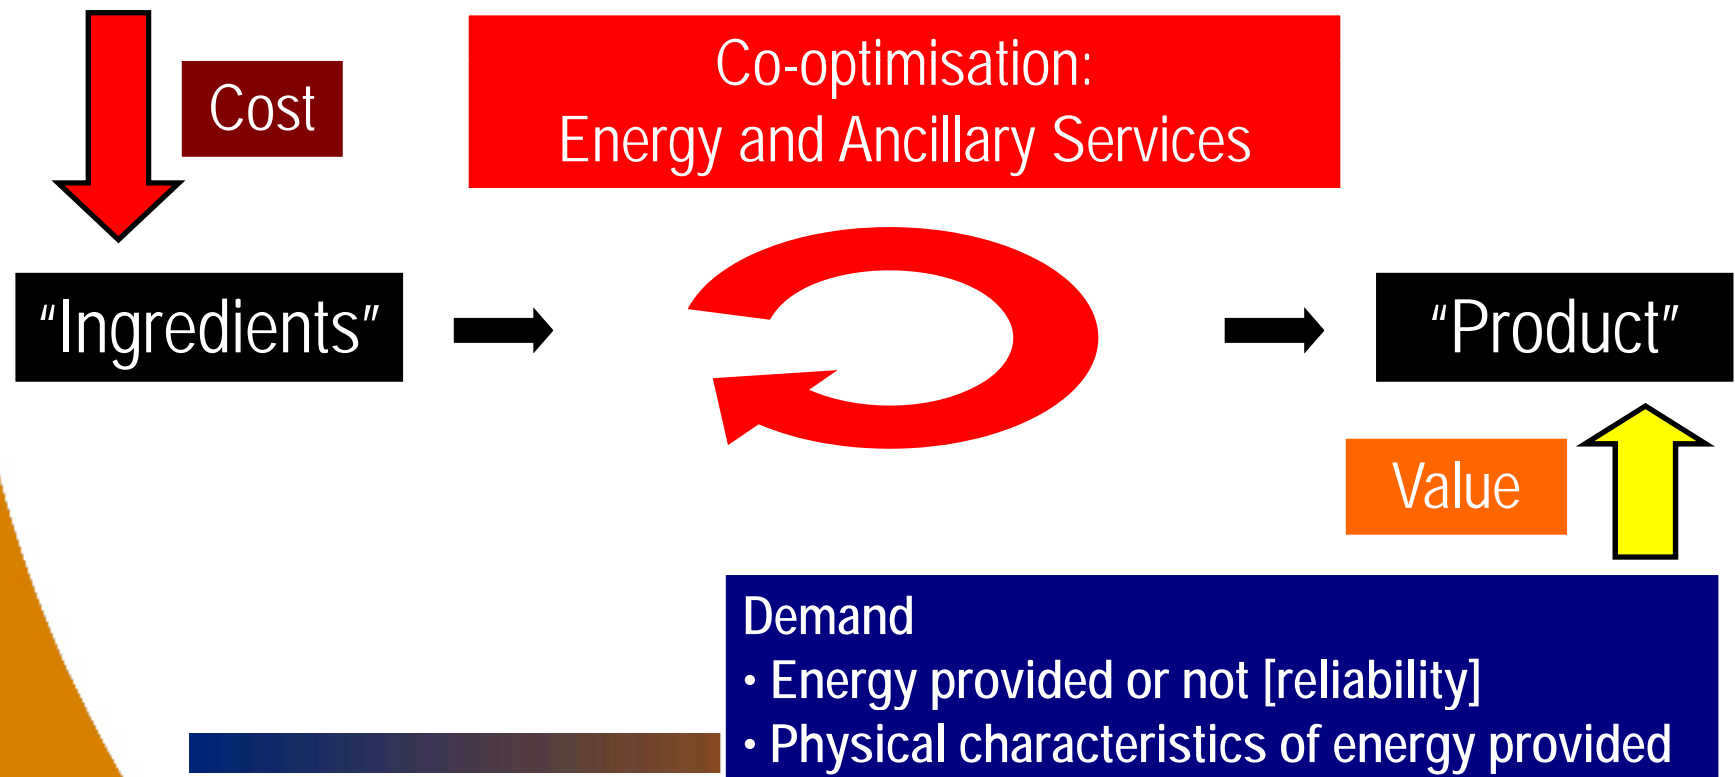 Cost
Co-optimisation:
Energy and Ancillary Services
“Ingredients”
“Product”
Value
Demand
• Energy provided or not [reliability]
• Physical characteristics of energy provided